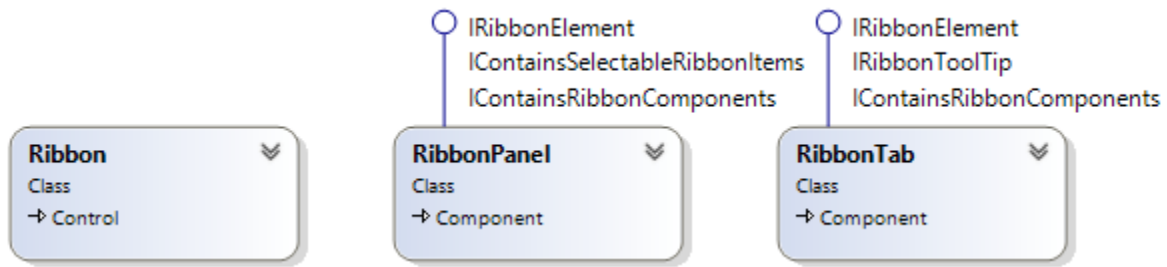 IRibbonElement
IContainsSelectableRibbonItems
IContainsRibbonComponents
IRibbonElement
IRibbonToolTip
IContainsRibbonComponents
Ribbon
Class
Control
RibbonPanel
Class
Component
RibbonTab
Class
Component